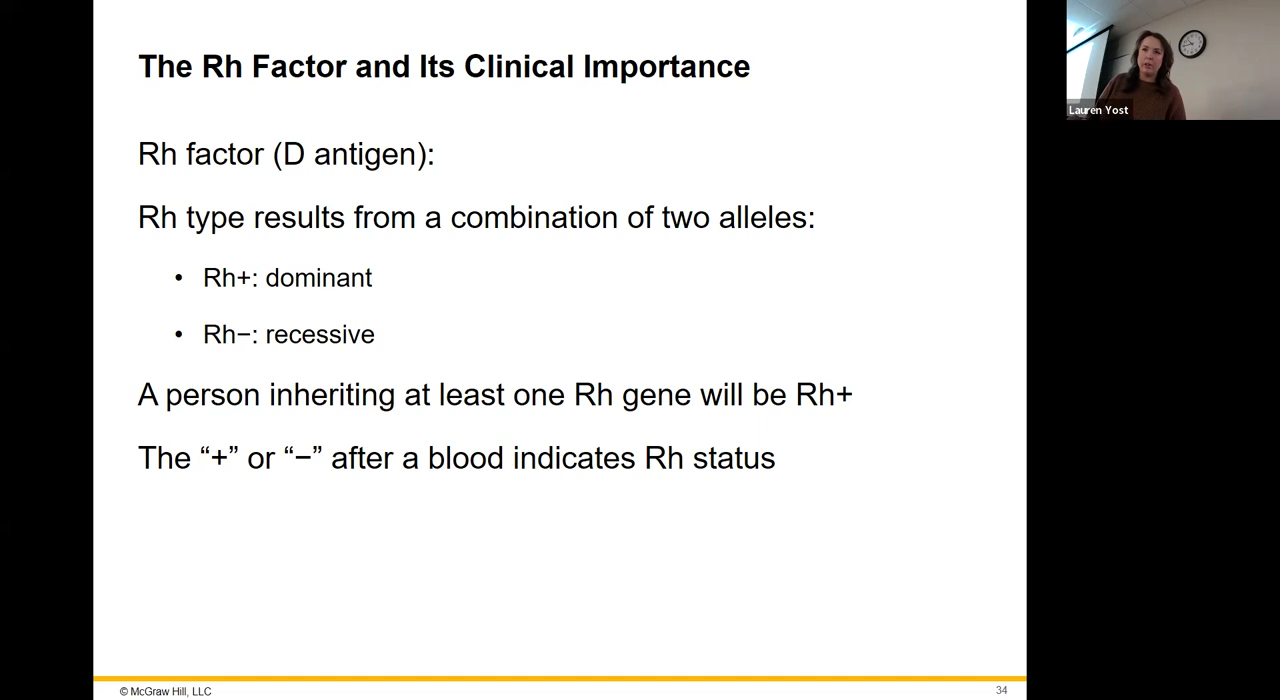 The Rh Factor and Its Clinical Importance
Rh factor (D antigen):
Rh type results from a combination of two alleles:
• Rh+: dominant
• Rh−: recessive
A person inheriting at least one Rh gene will be Rh+
The “+” or “−” after a blood indicates Rh status
© McGraw Hill, LLC
34
Lauren Yost